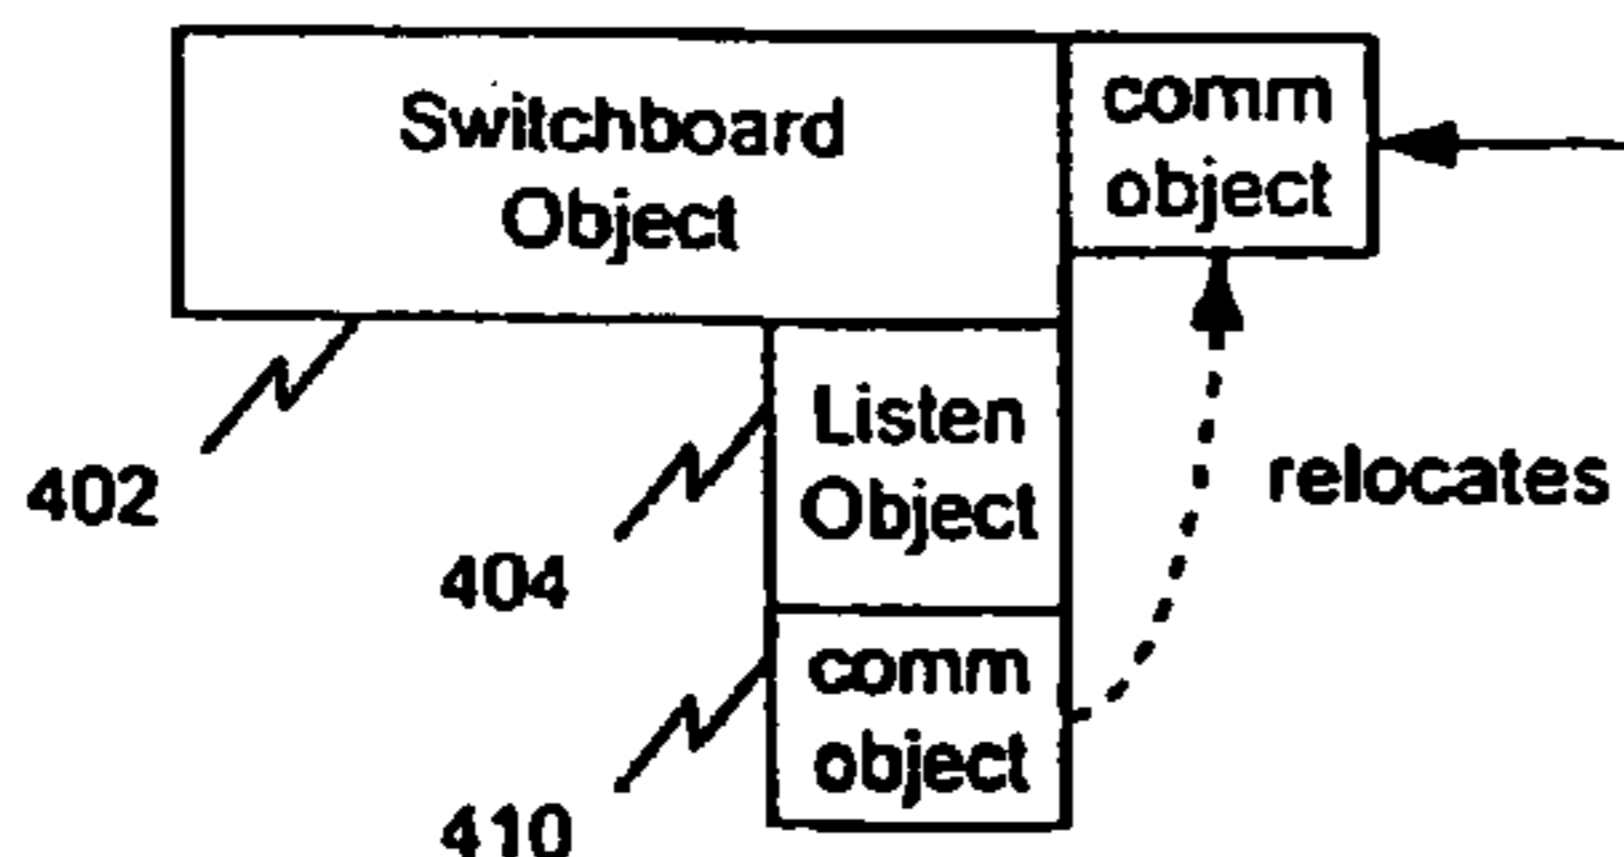 Switchboard
Object
comm
object
Listen
Object
relocates
402
404
comm
object
410